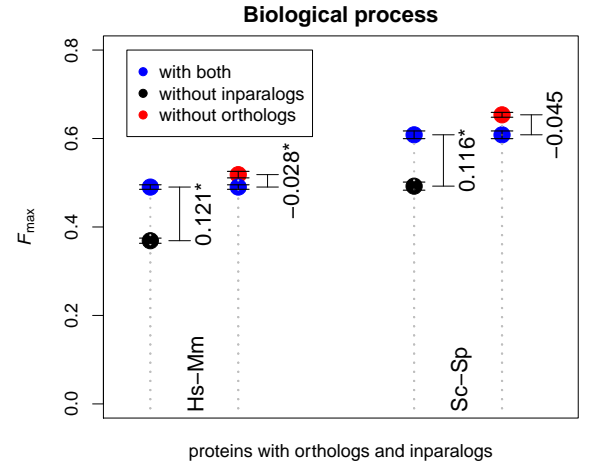 Biological process
with both
without inparalogs
without orthologs
F max
0.0
0.2
0.4
0.6
0.8
0.121*
−0.028*
0.116*
−0.045
Hs−Mm
Sc−Sp
proteins with orthologs and inparalogs